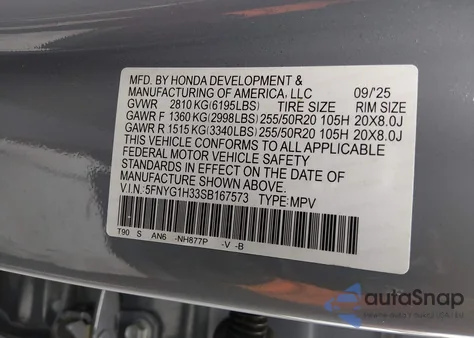 MFD. BY HONDA DEVELOPMENT &
MANUFACTURING OF AMERICA, LLC 09/'25
GVWR 2810 KG(6195LBS) TIRE SIZE RIM SIZE
GAWR F 1360 KG(2998LBS) 255/50R20 105H 20X8.0J
GAWR R 1515 KG(3340LBS) 255/50R20 105H 20X8.0J
THIS VEHICLE CONFORMS TO ALL APPLICABLE
FEDERAL MOTOR VEHICLE SAFETY
STANDARDS IN EFFECT ON THE DATE OF
MANUFACTURE SHOWN ABOVE.
V.I.N.: 5FNYG1H33SB167573 TYPE: MPV
T90 S AN6 -NH877P -V -B
autoSnap